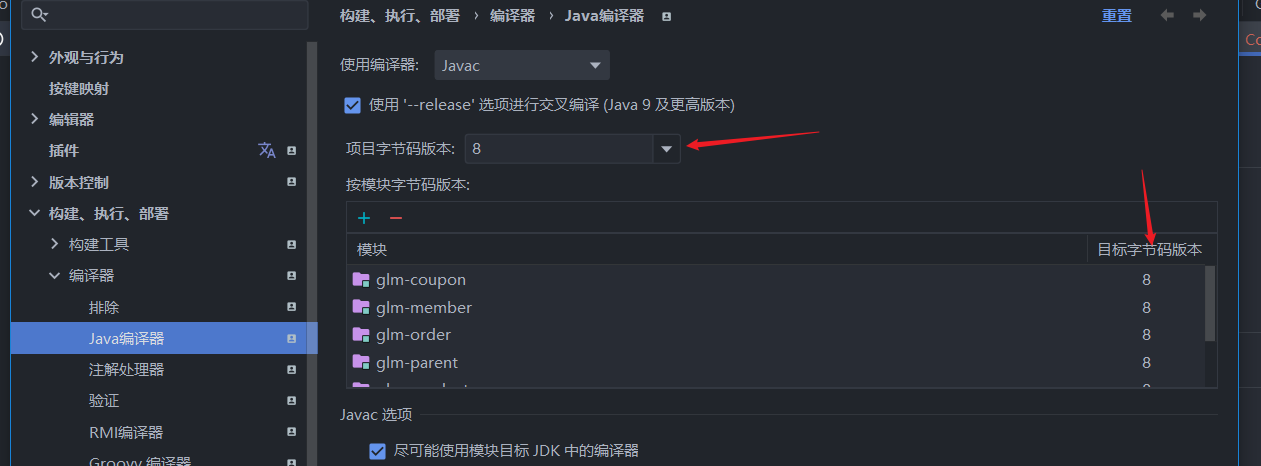 构建、执行、部署 › 编译器 › Java编译器
重置
外观与行为
按键映射
编辑器
插件
版本控制
构建、执行、部署
构建工具
编译器
排除
Java编译器
注解处理器
验证
RMI编译器
Groovy 编译器
使用编译器: Javac
使用 '--release' 选项进行交叉编译 (Java 9 及更高版本)
项目字节码版本: 8
按模块字节码版本:
模块 目标字节码版本
glm-coupon 8
glm-member 8
glm-order 8
glm-parent 8
Javac 选项
尽可能使用模块目标 JDK 中的编译器
Co